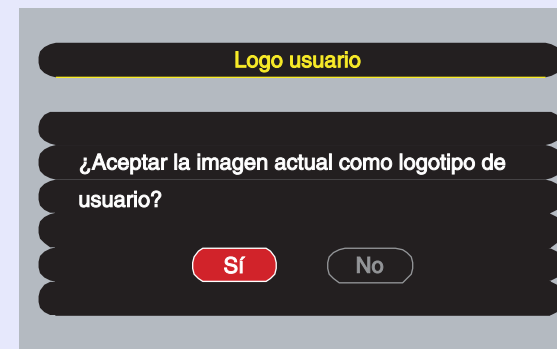 Logo usuario
¿Aceptar la imagen actual como logotipo de
usuario?
Sí No